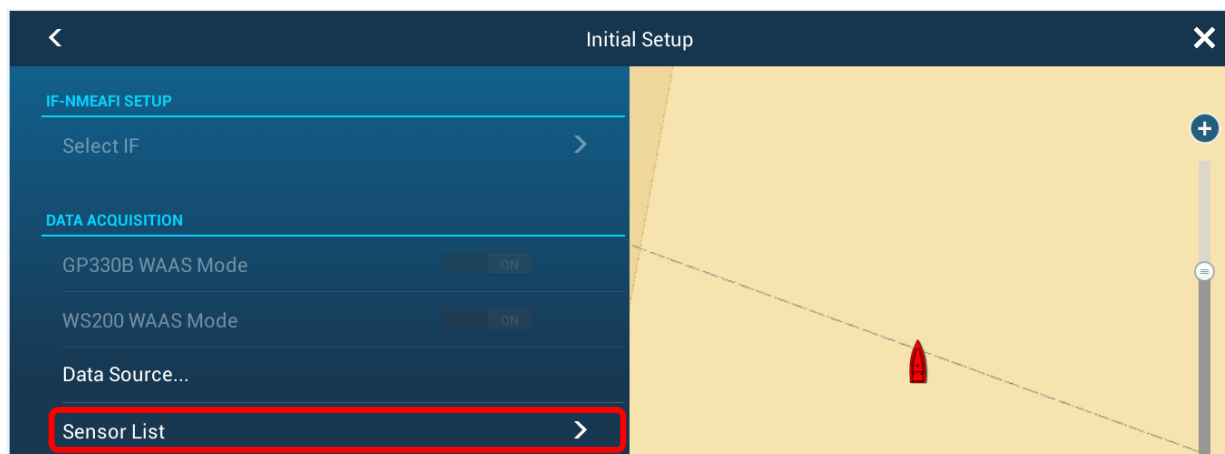 Initial Setup
IF-NMEAFI SETUP
Select IF
DATA ACQUISITION
GP330B WAAS Mode ON
WS200 WAAS Mode ON
Data Source...
Sensor List